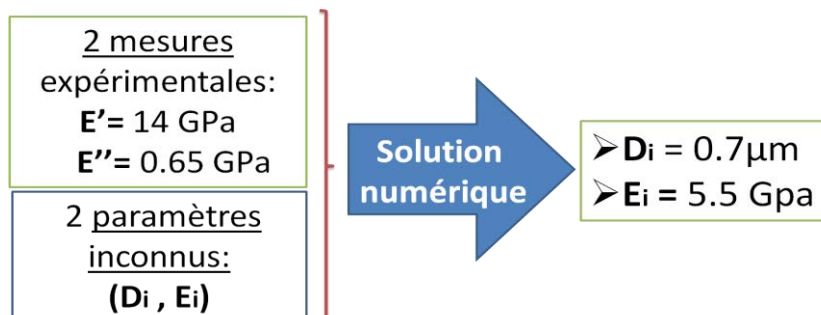 2 mesures
expérimentales:
E’= 14 GPa
E’’= 0.65 GPa
2 paramètres
inconnus:
(Di , Ei)
Solution
numérique
➢Di = 0.7µm
➢Ei = 5.5 Gpa